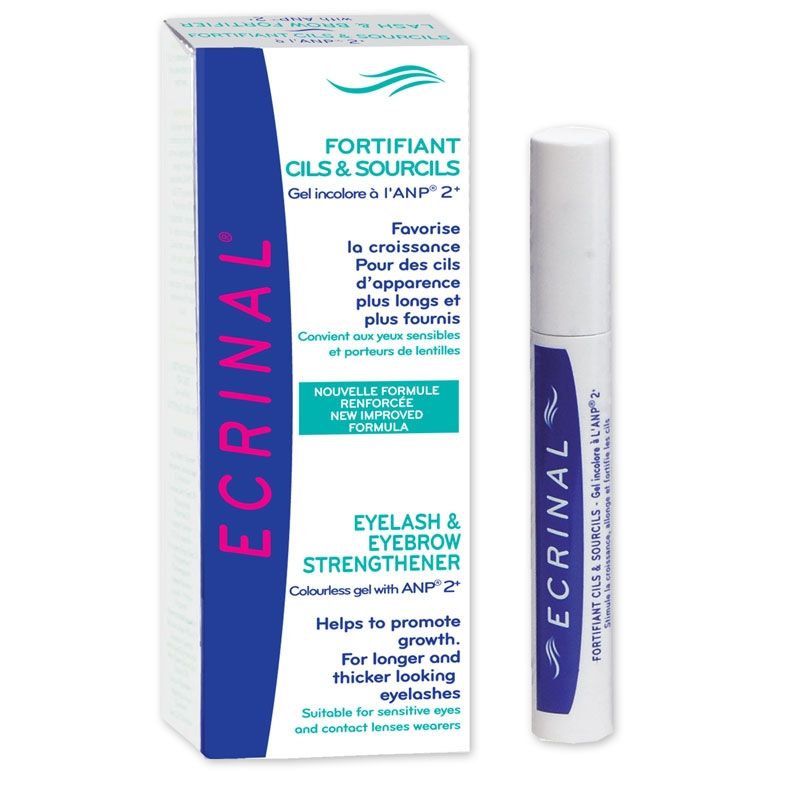 LASH & BROW FORTIFIER
with ANP® 2+
FORTIFIANT CILS & SOURCILS
à l'ANP® 2+
ECRINAL®
FORTIFIANT
CILS & SOURCILS
Gel incolore à l'ANP® 2+
Favorise
la croissance
Pour des cils
d'apparence
plus longs et
plus fournis
Convient aux yeux sensibles
et porteurs de lentilles
NOUVELLE FORMULE
RENFORCÉE
NEW IMPROVED
FORMULA
EYELASH &
EYEBROW
STRENGTHENER
Colourless gel with ANP® 2+
Helps to promote
growth.
For longer and
thicker looking
eyelashes
Suitable for sensitive eyes
and contact lenses wearers
ECRINAL
FORTIFIANT CILS & SOURCILS - Gel incolore à L'ANP® 2+
Stimule la croissance, allonge et fortifie les cils